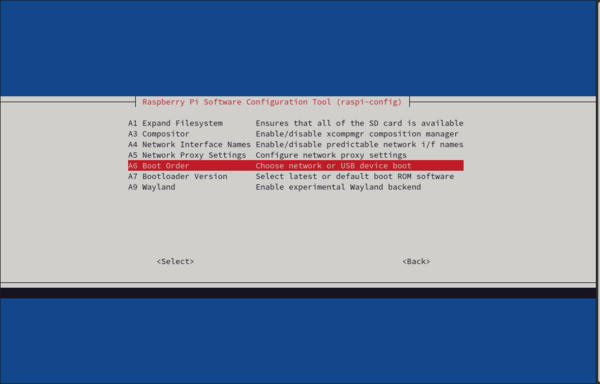 Raspberry Pi Software Configuration Tool (raspi-config)
A1 Expand Filesystem Ensures that all of the SD card is available
A3 Compositor Enable/disable xcompmgr composition manager
A4 Network Interface Names Enable/disable predictable network i/f names
A5 Network Proxy Settings Configure network proxy settings
A6 Boot Order Choose network or USB device boot
A7 Bootloader Version Select latest or default boot ROM software
A9 Wayland Enable experimental Wayland backend
<Select> <Back>